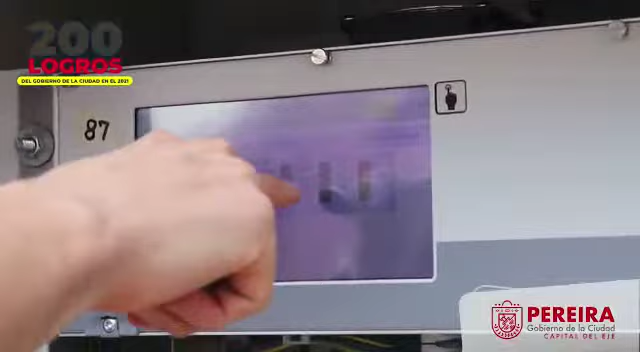 200
LOGROS
DEL GOBIERNO DE LA CIUDAD EN EL 2021
87
PEREIRA
Gobierno de la Ciudad
CAPITAL DEL EJE